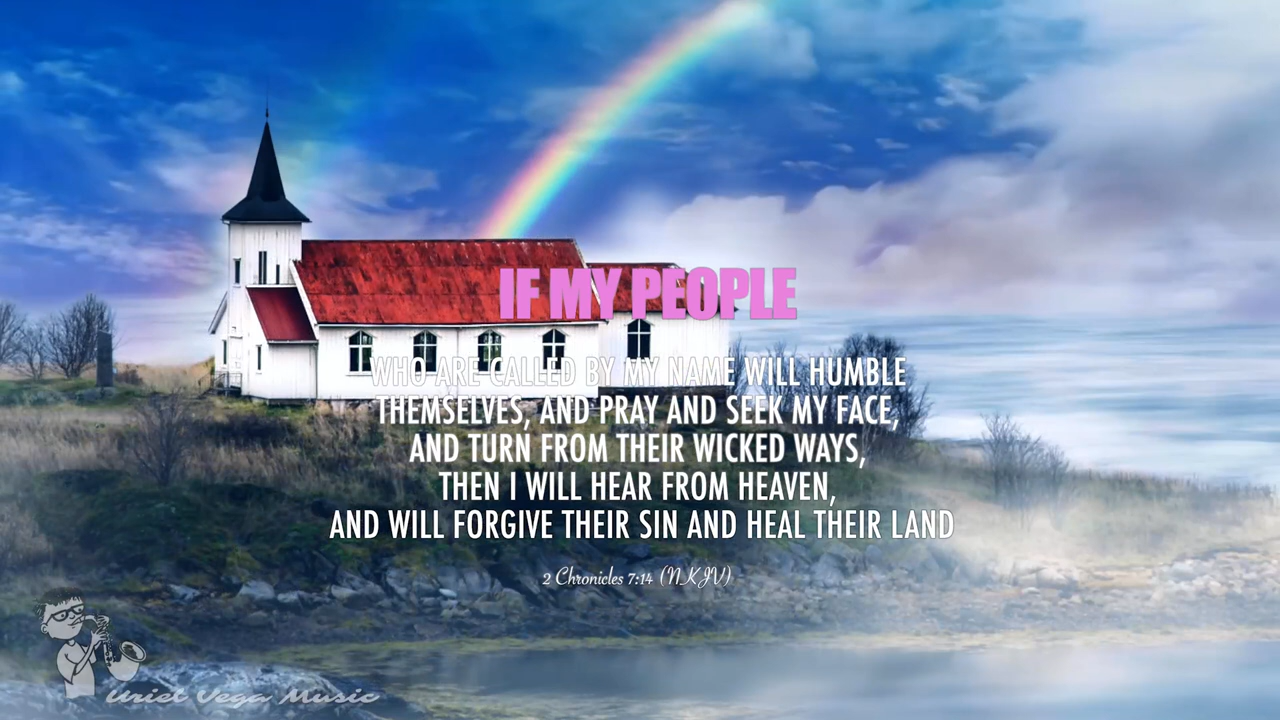 IF MY PEOPLE
WHO ARE CALLED BY MY NAME WILL HUMBLE
THEMSELVES, AND PRAY AND SEEK MY FACE,
AND TURN FROM THEIR WICKED WAYS,
THEN I WILL HEAR FROM HEAVEN,
AND WILL FORGIVE THEIR SIN AND HEAL THEIR LAND
2 Chronicles 7:14 (NKJV)
Uriel Vega Music